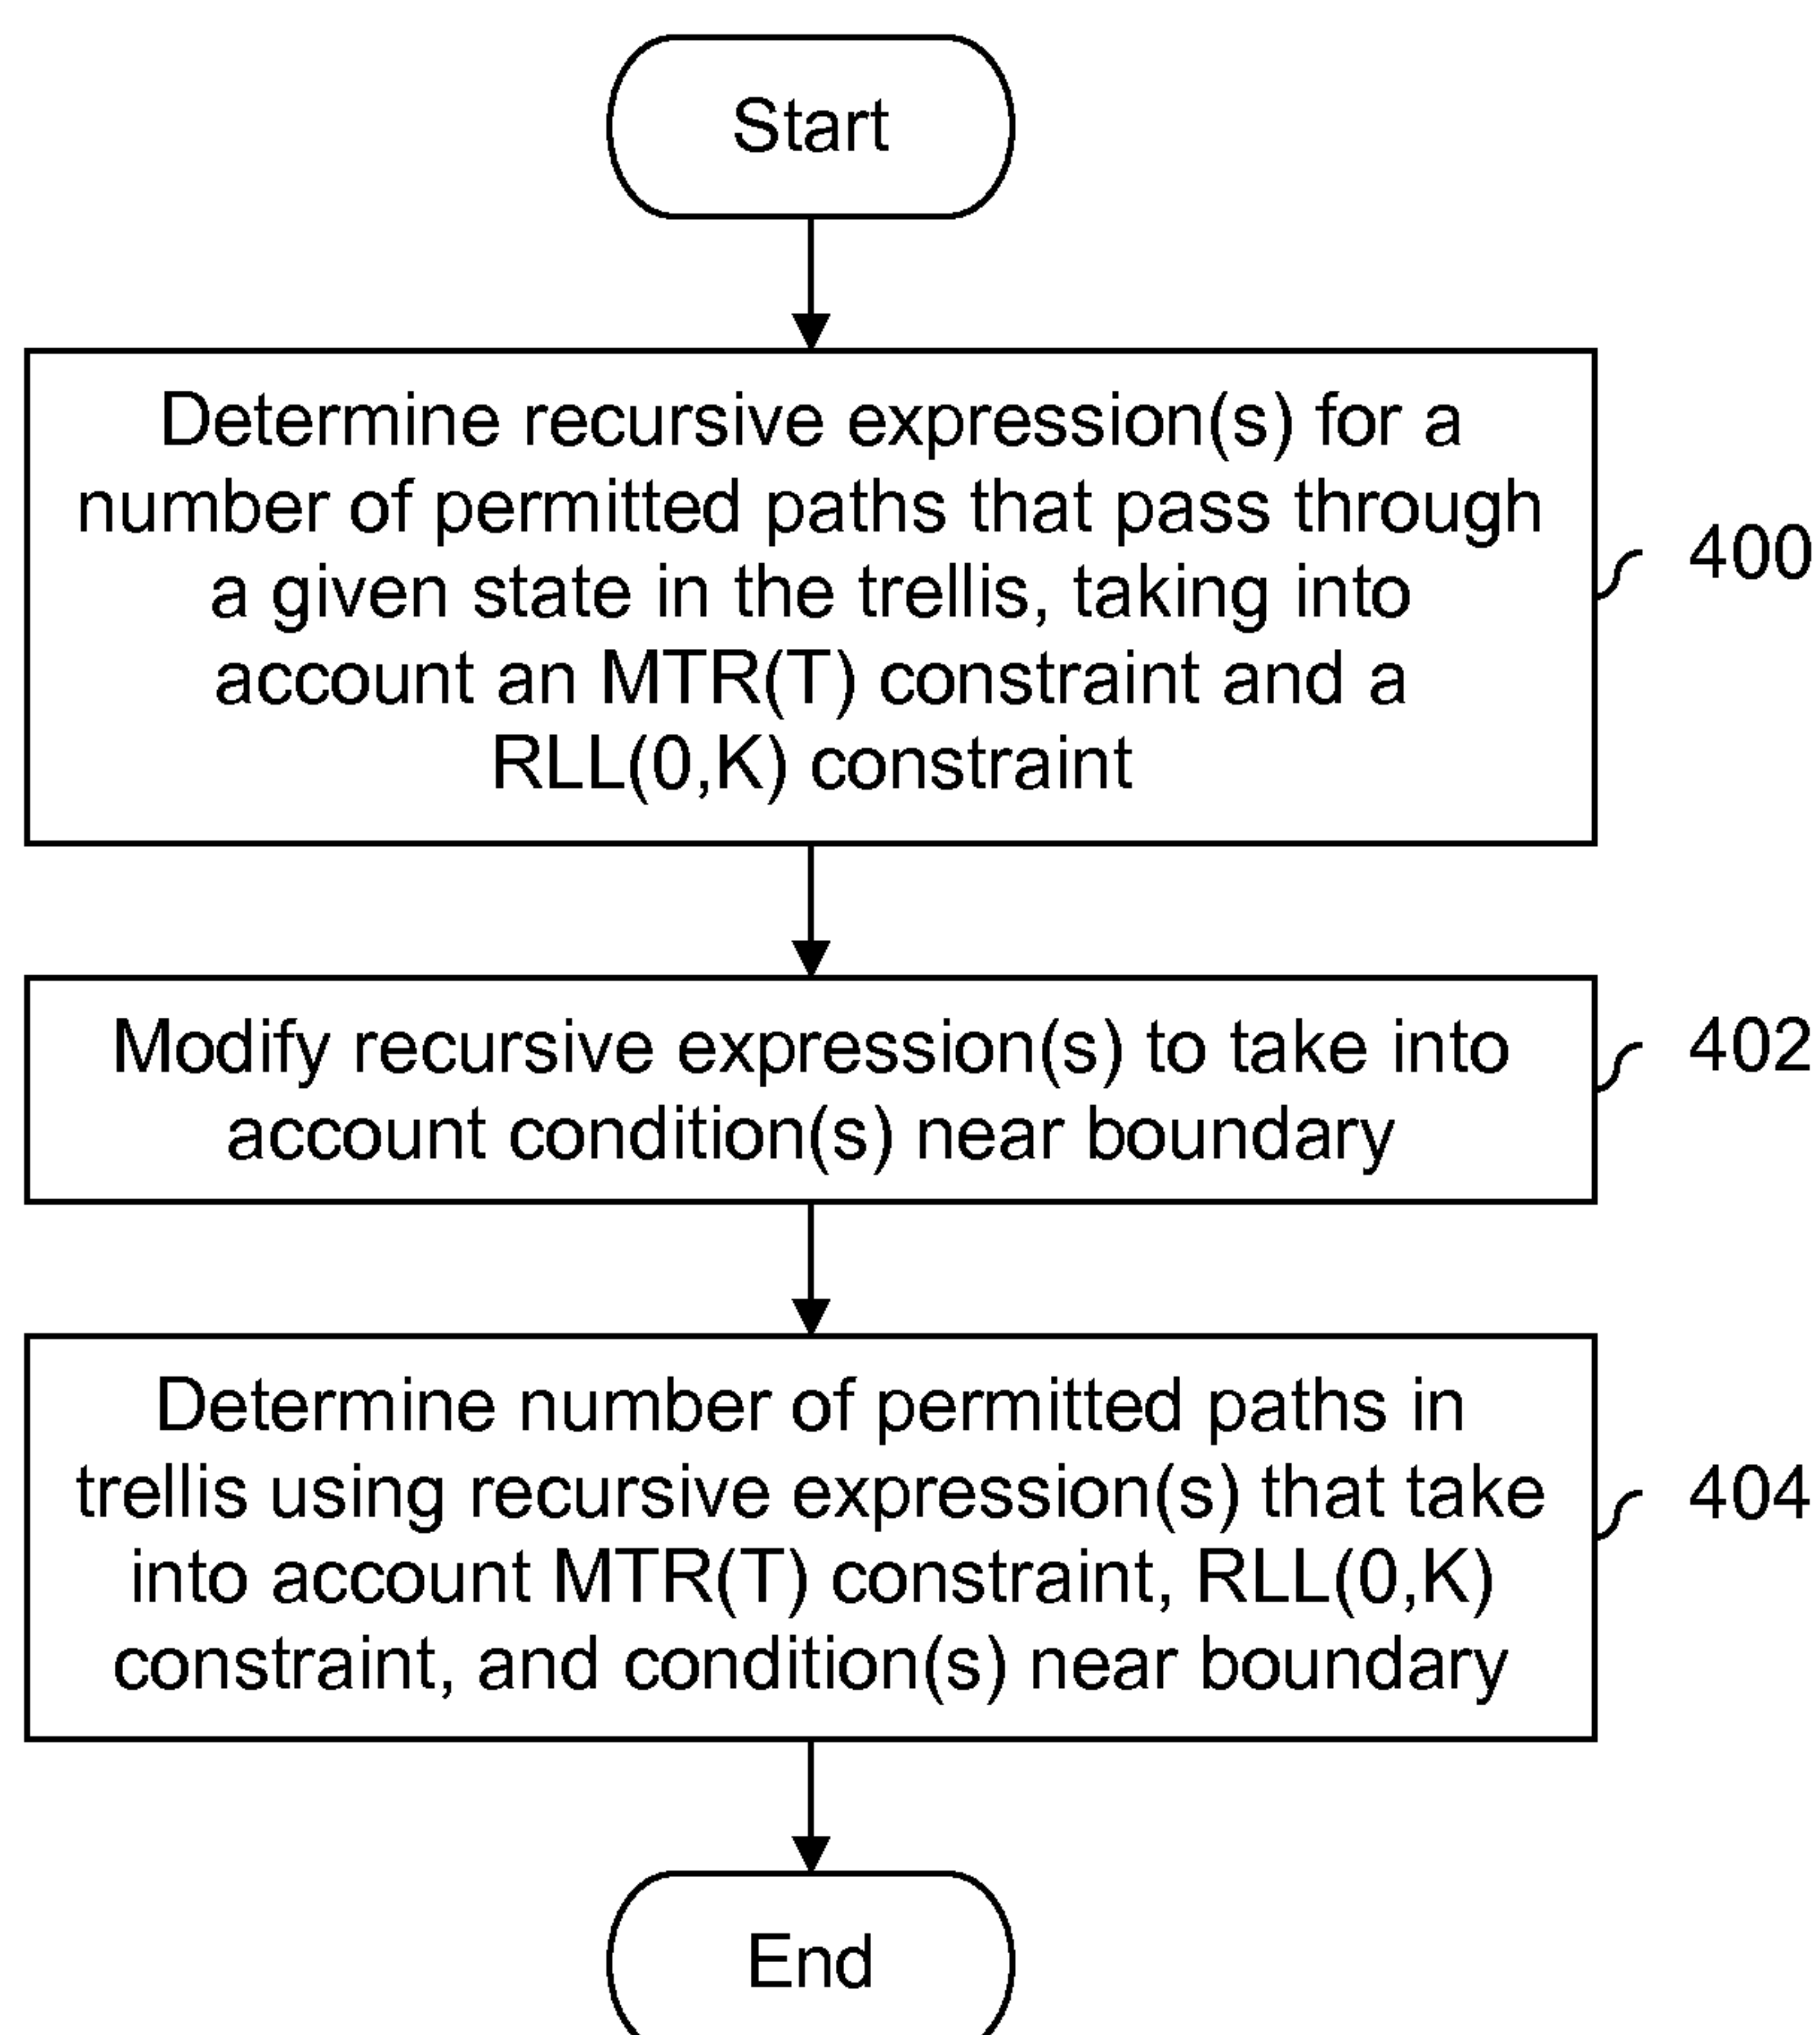 Start
Determine recursive expression(s) for a
number of permitted paths that pass through
a given state in the trellis, taking into
account an MTR(T) constraint and a
RLL(0,K) constraint
400
Modify recursive expression(s) to take into
account condition(s) near boundary
402
Determine number of permitted paths in
trellis using recursive expression(s) that take
into account MTR(T) constraint, RLL(0,K)
constraint, and condition(s) near boundary
404
End